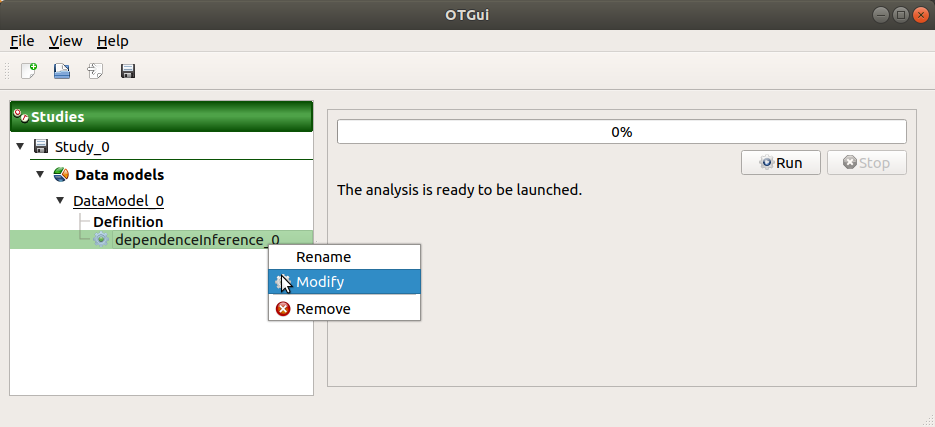 OTGui
File View Help
Studies
Study_0
Data models
DataModel_0
Definition
dependenceInference_0
0%
Run Stop
The analysis is ready to be launched.
Rename
Modify
Remove